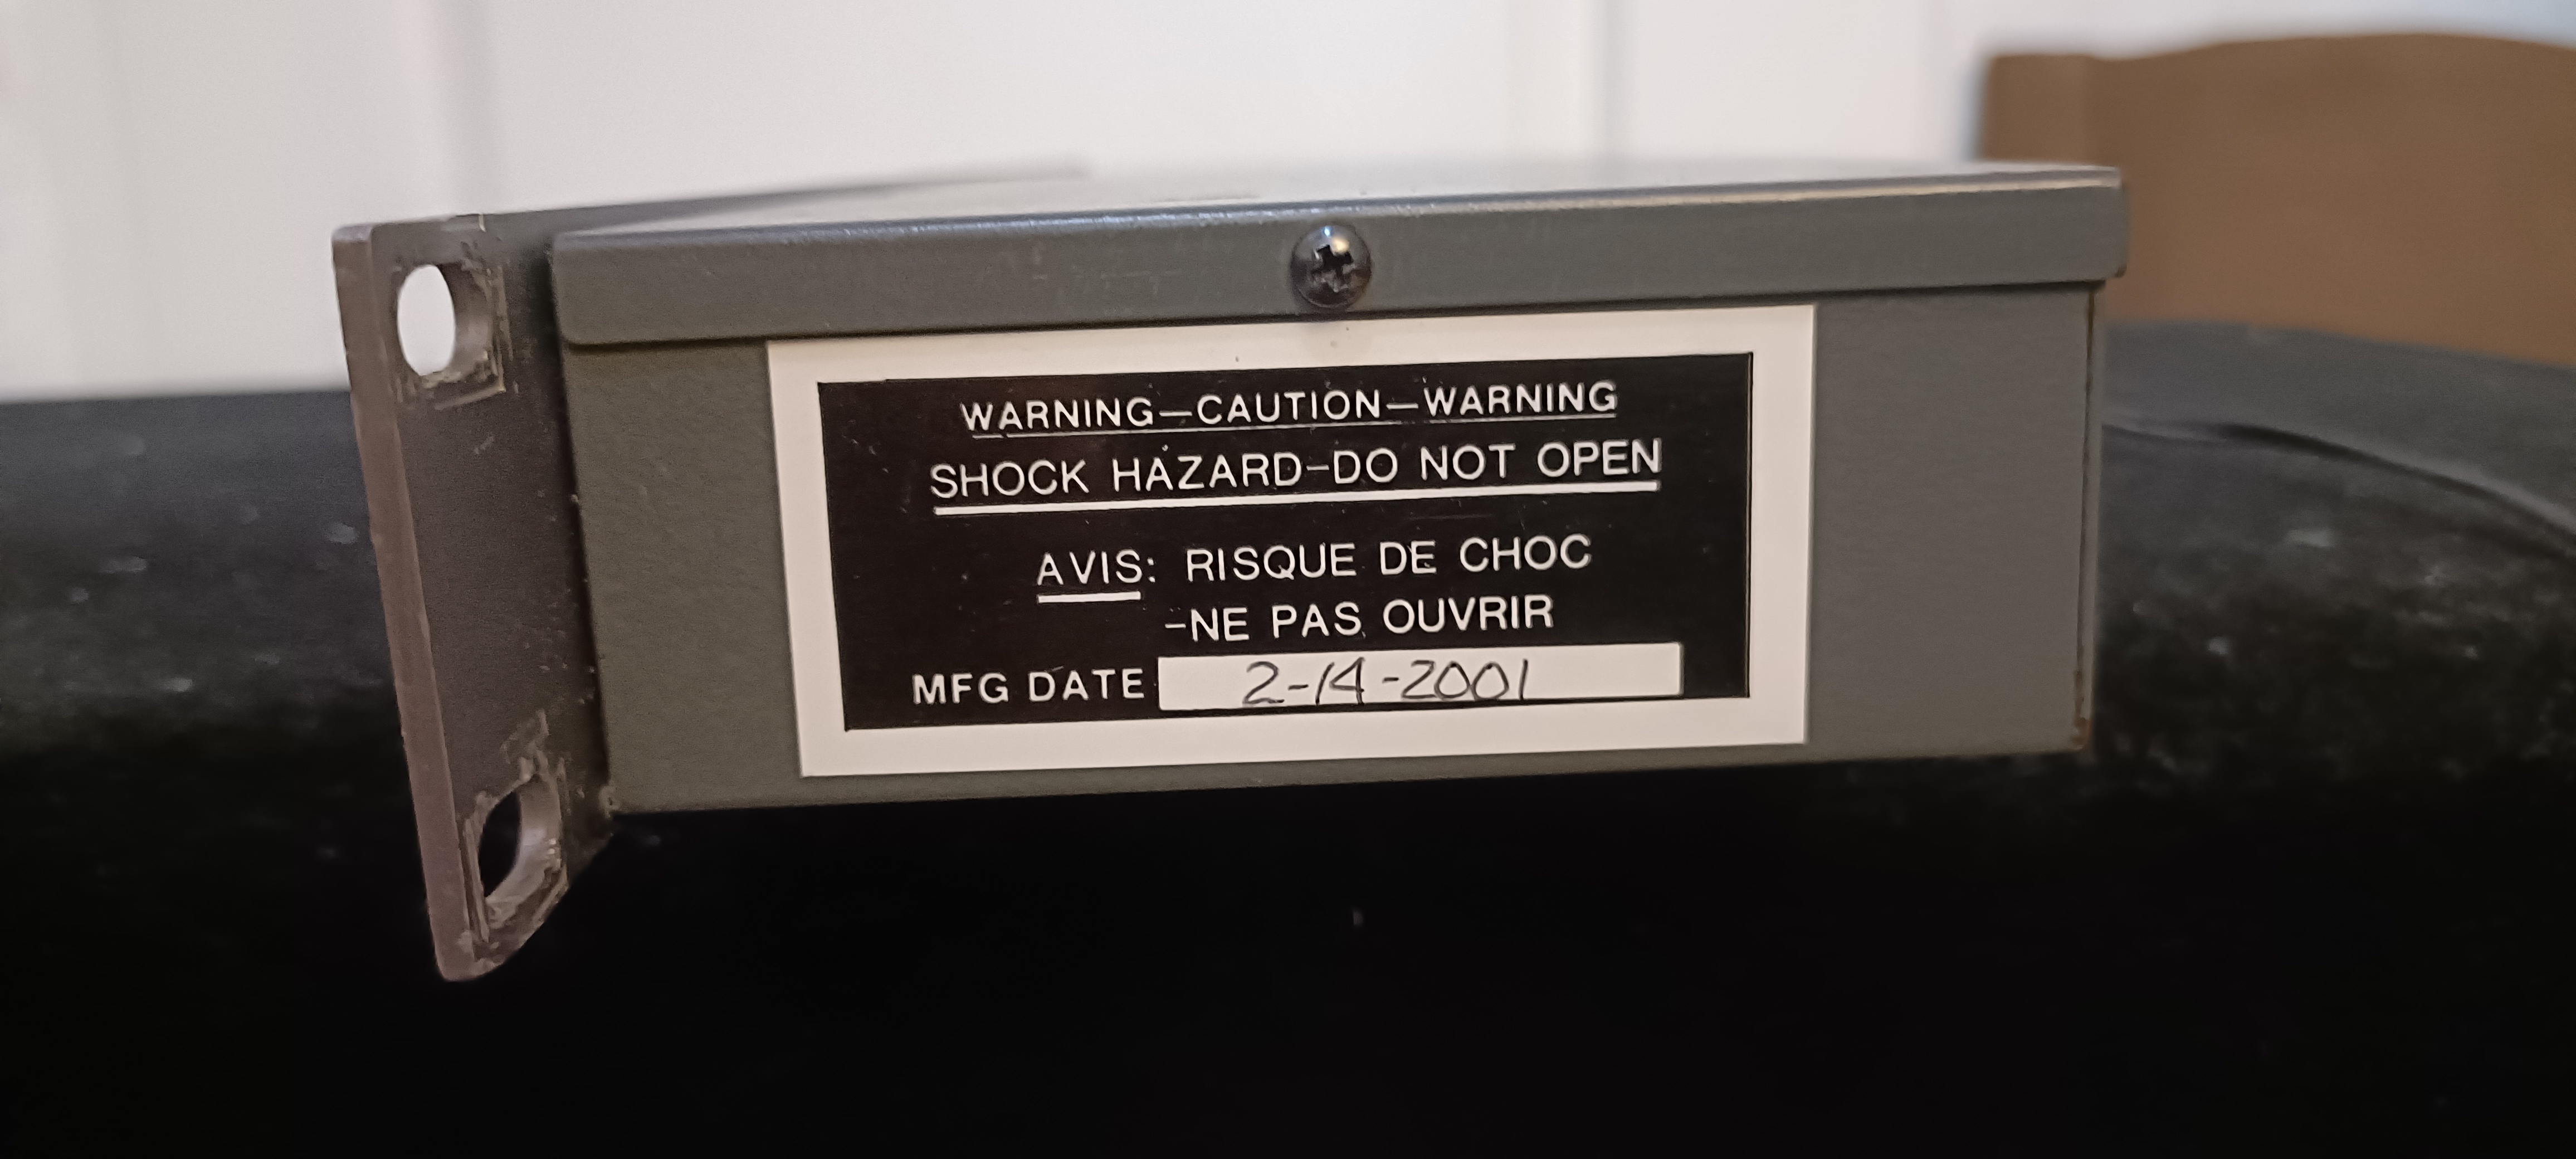 WARNING—CAUTION—WARNING
SHOCK HAZARD-DO NOT OPEN
AVIS: RISQUE DE CHOC
-NE PAS OUVRIR
MFG DATE 2-14-2001